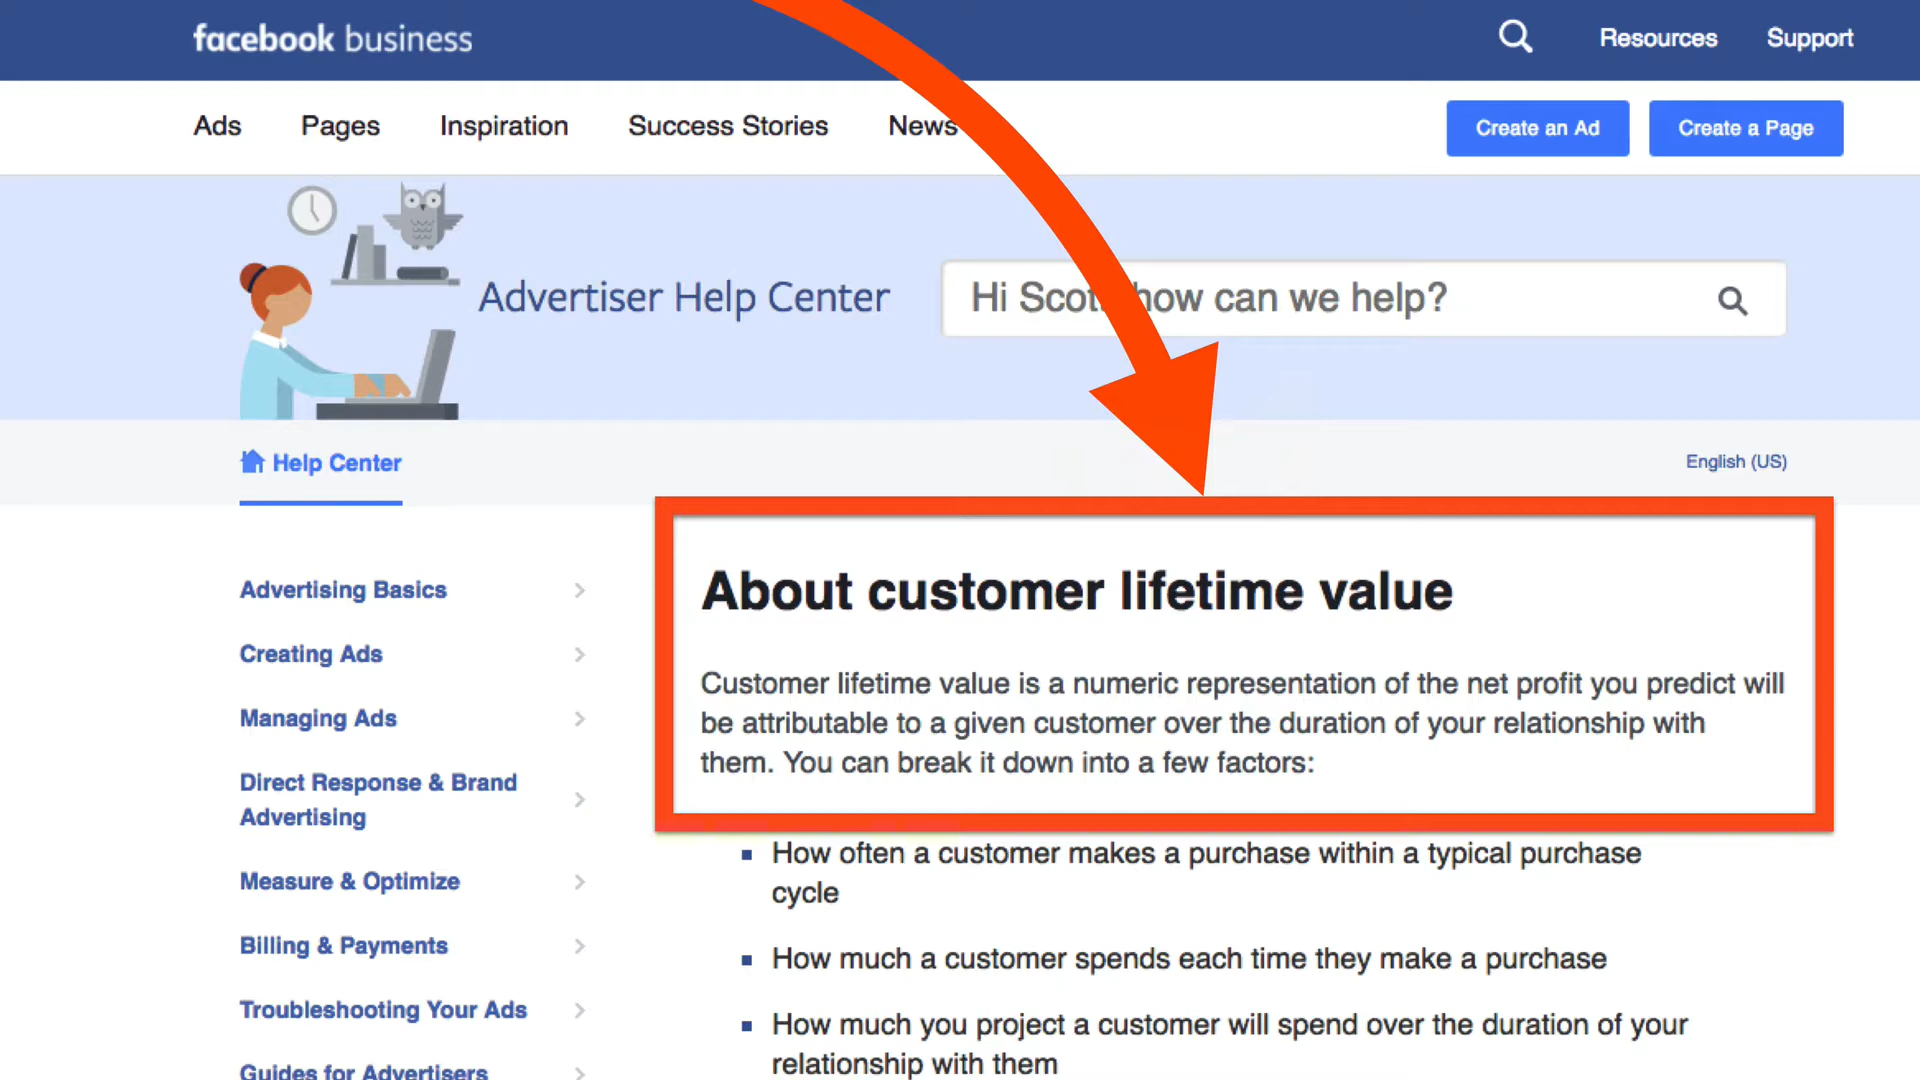 facebook business
Resources
Support
Ads
Pages
Inspiration
Success Stories
News
Create an Ad
Create a Page
Advertiser Help Center
Hi Scot how can we help?
Help Center
English (US)
Advertising Basics
Creating Ads
Managing Ads
Direct Response & Brand
Advertising
Measure & Optimize
Billing & Payments
Troubleshooting Your Ads
Guides for Advertisers
About customer lifetime value
Customer lifetime value is a numeric representation of the net profit you predict will
be attributable to a given customer over the duration of your relationship with
them. You can break it down into a few factors:
How often a customer makes a purchase within a typical purchase
cycle
How much a customer spends each time they make a purchase
How much you project a customer will spend over the duration of your
relationship with them